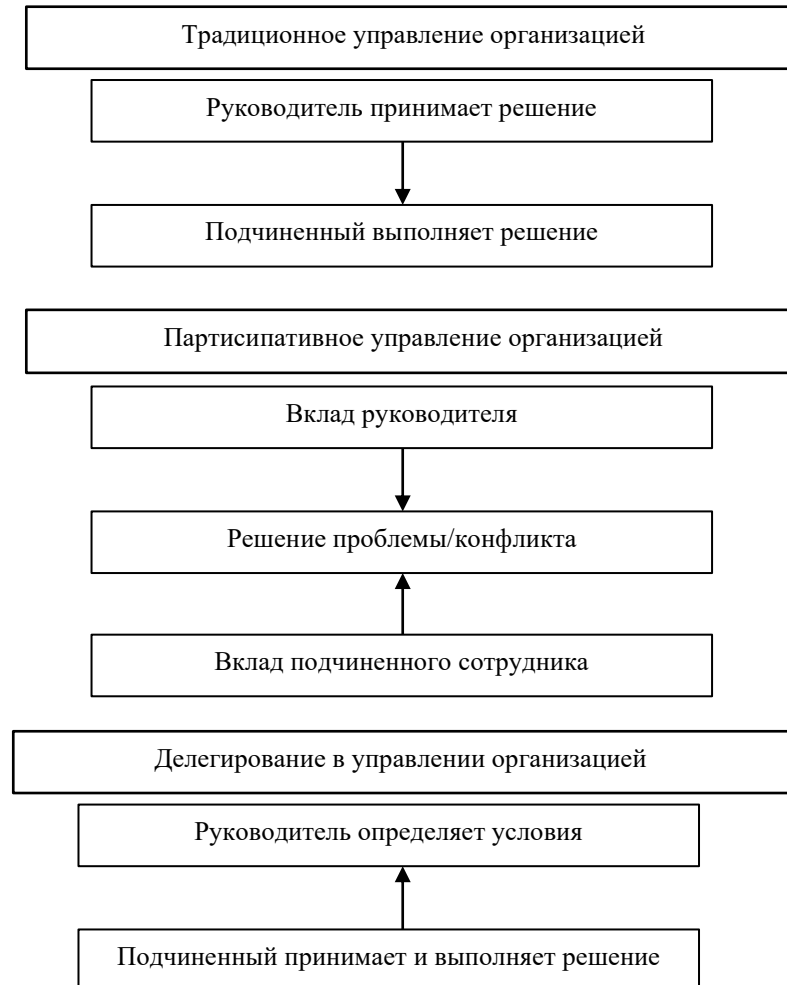 Традиционное управление организацией
Руководитель принимает решение
Подчиненный выполняет решение
Партисипативное управление организацией
Вклад руководителя
Решение проблемы/конфликта
Вклад подчиненного сотрудника
Делегирование в управлении организацией
Руководитель определяет условия
Подчиненный принимает и выполняет решение